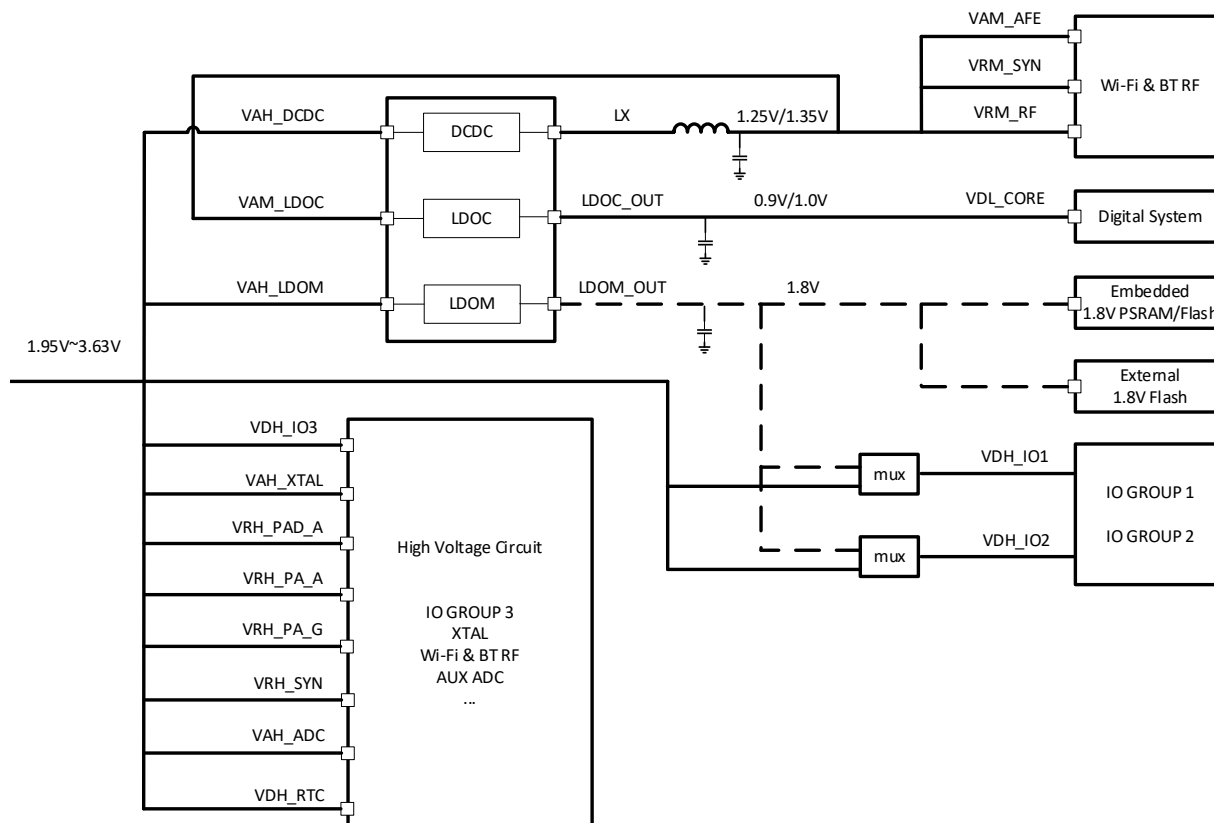 VAM_AFE
VRM_SYN
Wi-Fi & BT RF
VAH_DCDC
DCDC
LX
1.25V/1.35V
VRM_RF
VAM_LDOC
LDOC
LDOC_OUT
0.9V/1.0V
VDL_CORE
Digital System
VAH_LDOM
LDOM
LDOM_OUT
1.8V
Embedded
1.8V PSRAM/Flash
1.95V~3.63V
External
1.8V Flash
VDH_IO3
VAH_XTAL
VRH_PAD_A
VRH_PA_A
VRH_PA_G
VRH_SYN
VAH_ADC
VDH_RTC
High Voltage Circuit
IO GROUP 3
XTAL
Wi-Fi & BT RF
AUX ADC
...
mux
VDH_IO1
IO GROUP 1
IO GROUP 2
mux
VDH_IO2